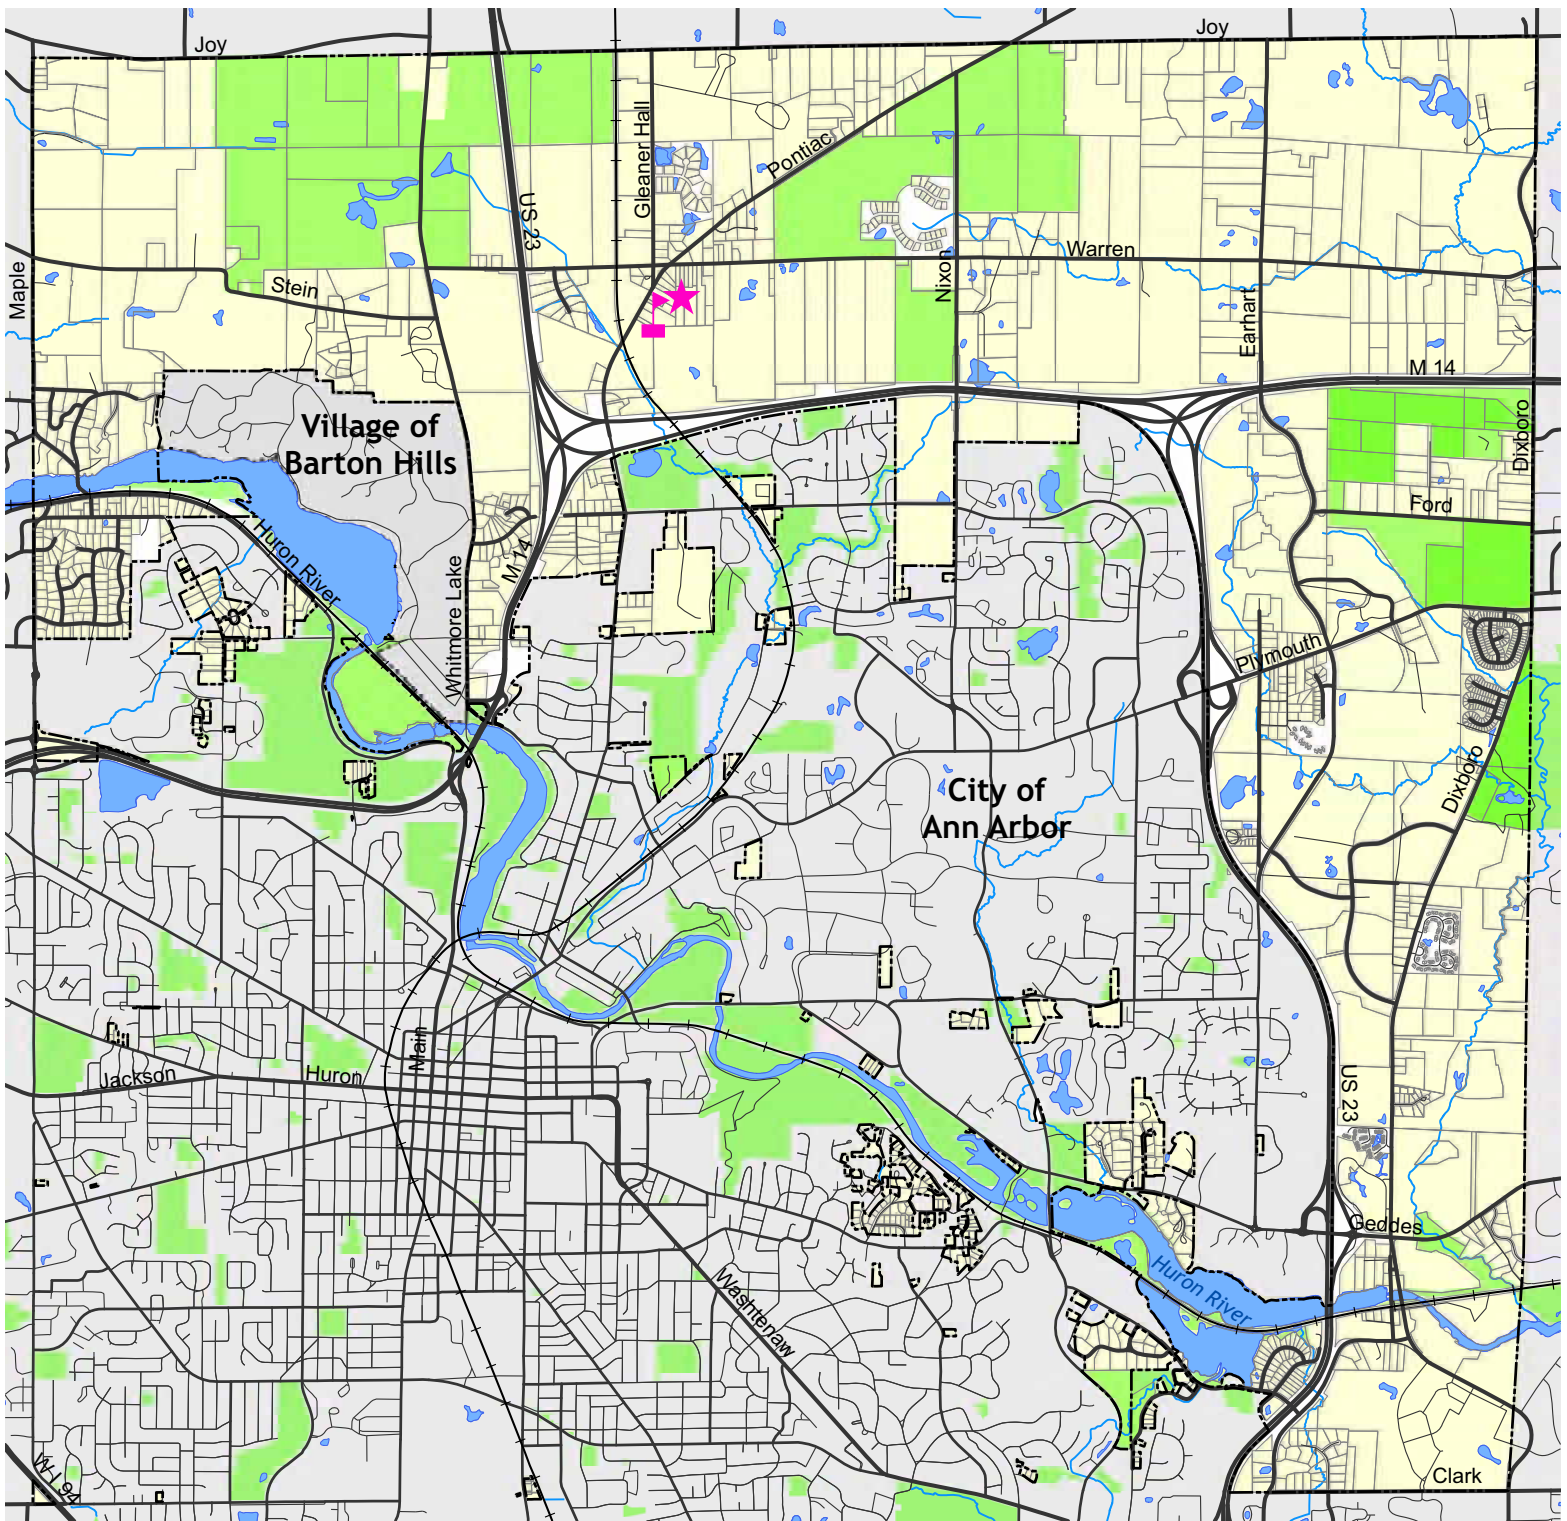 Joy
Joy
Gleaner Hall
Pontiac
US 23
Warren
Maple
Stein
Nixon
Earhart
M 14
Village of
Barton Hills
Dixboro
Ford
Huron River
M 14
Whitmore Lake
Plymouth
City of
Ann Arbor
Dixboro
Main
Jackson
Huron
US 23
Geddes
Huron River
Washtenaw
W I 94
Clark